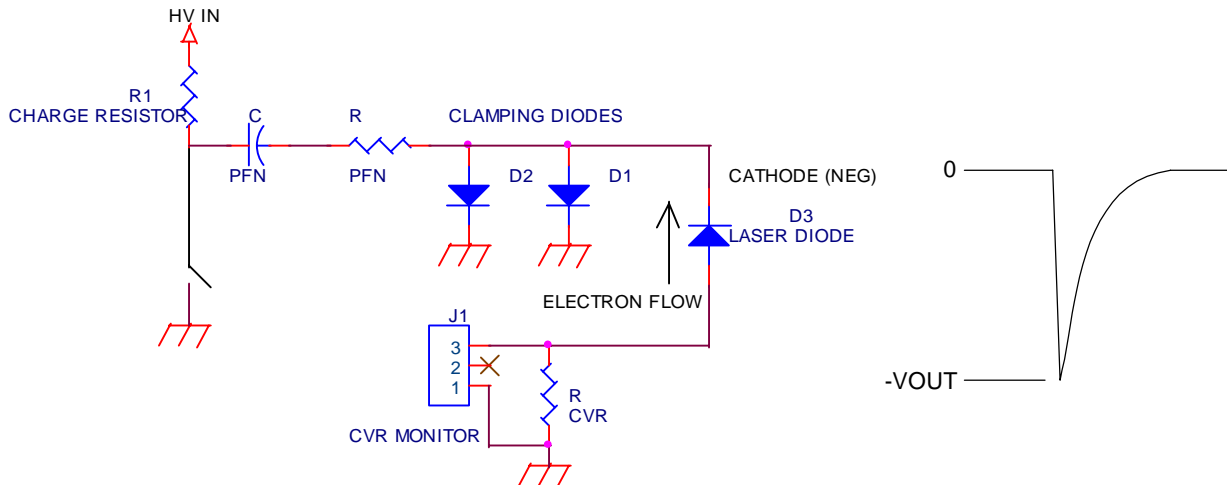 HV IN
R1
CHARGE RESISTOR
C
PFN
R
PFN
CLAMPING DIODES
D2
D1
CATHODE (NEG)
D3
LASER DIODE
ELECTRON FLOW
J1
3
2
1
R
CVR
CVR MONITOR
0
-VOUT